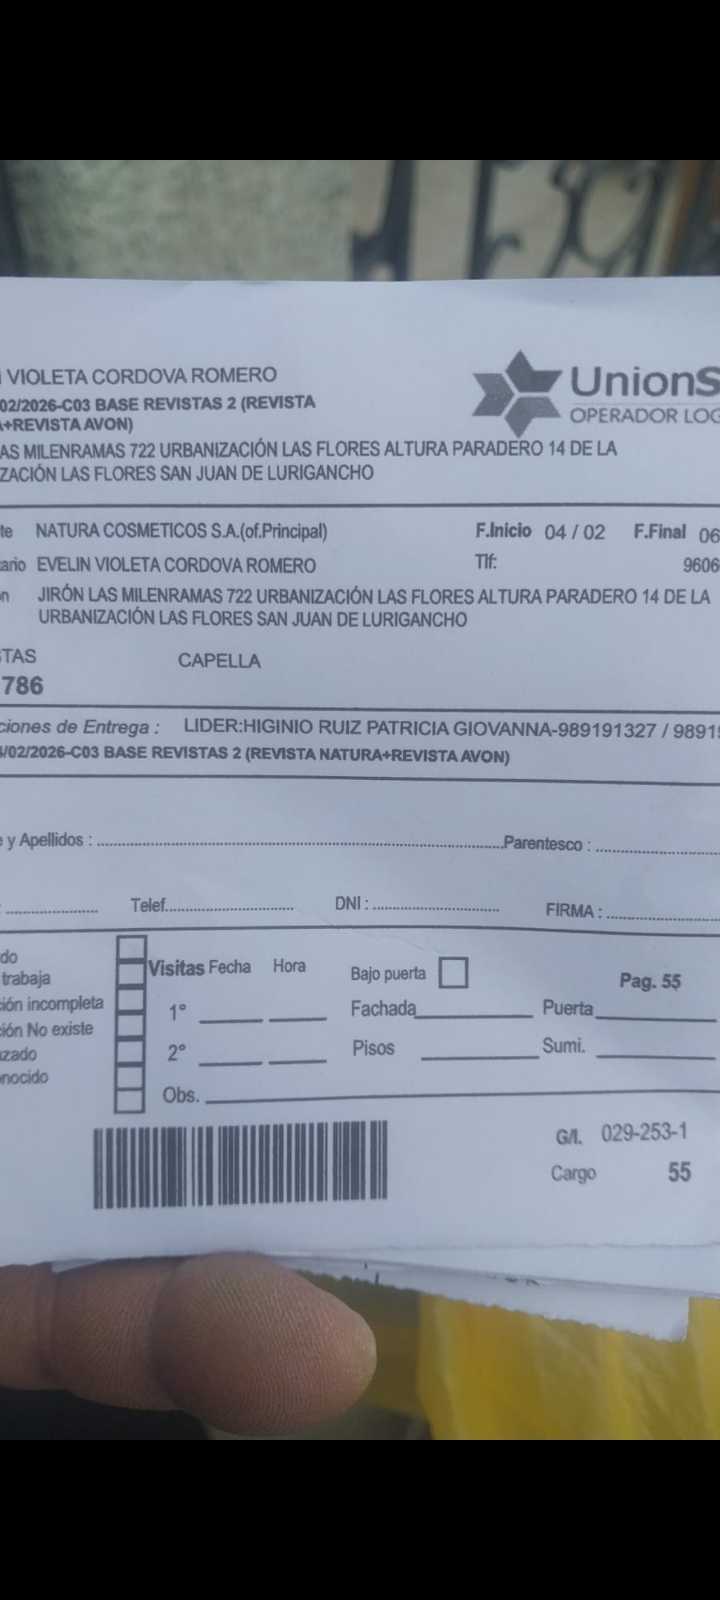 VIOLETA CORDOVA ROMERO
UnionS
OPERADOR LOG
02/2026-C03 BASE REVISTAS 2 (REVISTA
+REVISTA AVON)
AS MILENRAMAS 722 URBANIZACIÓN LAS FLORES ALTURA PARADERO 14 DE LA
ZACIÓN LAS FLORES SAN JUAN DE LURIGANCHO
te NATURA COSMETICOS S.A.(of.Principal) F.Inicio 04 / 02 F.Final 06
ario EVELIN VIOLETA CORDOVA ROMERO Tlf: 9606
n JIRÓN LAS MILENRAMAS 722 URBANIZACIÓN LAS FLORES ALTURA PARADERO 14 DE LA
URBANIZACIÓN LAS FLORES SAN JUAN DE LURIGANCHO
STAS CAPELLA
786
ciones de Entrega : LIDER:HIGINIO RUIZ PATRICIA GIOVANNA-989191327 / 9891
/02/2026-C03 BASE REVISTAS 2 (REVISTA NATURA+REVISTA AVON)
e y Apellidos : Parentesco :
: Telef. DNI : FIRMA :
do
trabaja
ión incompleta
ión No existe
zado
nocido
Visitas Fecha Hora Bajo puerta Pag. 55
1° Fachada Puerta
2° Pisos Sumi.
Obs.
G/l. 029-253-1
Cargo 55